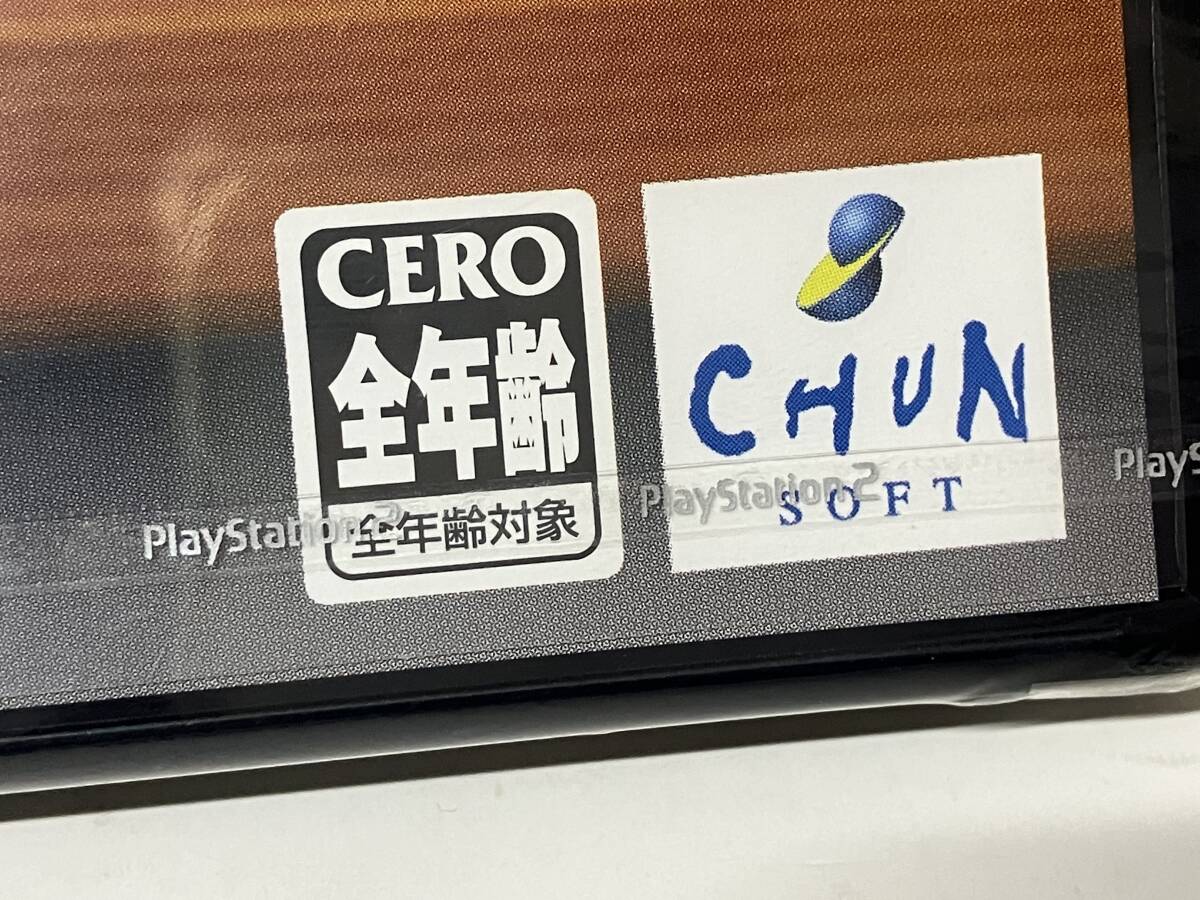 CERO
全年齢
全年齢対象
CHUN
SOFT
PlayStation 2
PlayStation 2
PlayS